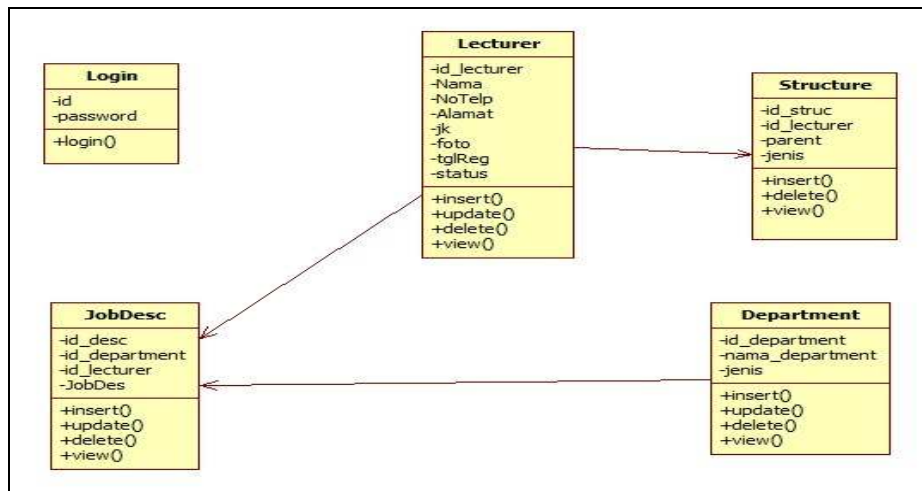 Login
-id
-password
+login()
Lecturer
-id_lecturer
-Nama
-NoTelp
-Alamat
-jk
-foto
-tglReg
-status
+insert()
+update()
+delete()
+view()
Structure
-id_struc
-id_lecturer
-parent
-jenis
+insert()
+delete()
+view()
JobDesc
-id_desc
-id_department
-id_lecturer
-JobDes
+insert()
+update()
+delete()
+view()
Department
-id_department
-nama_department
-jenis
+insert()
+update()
+delete()
+view()